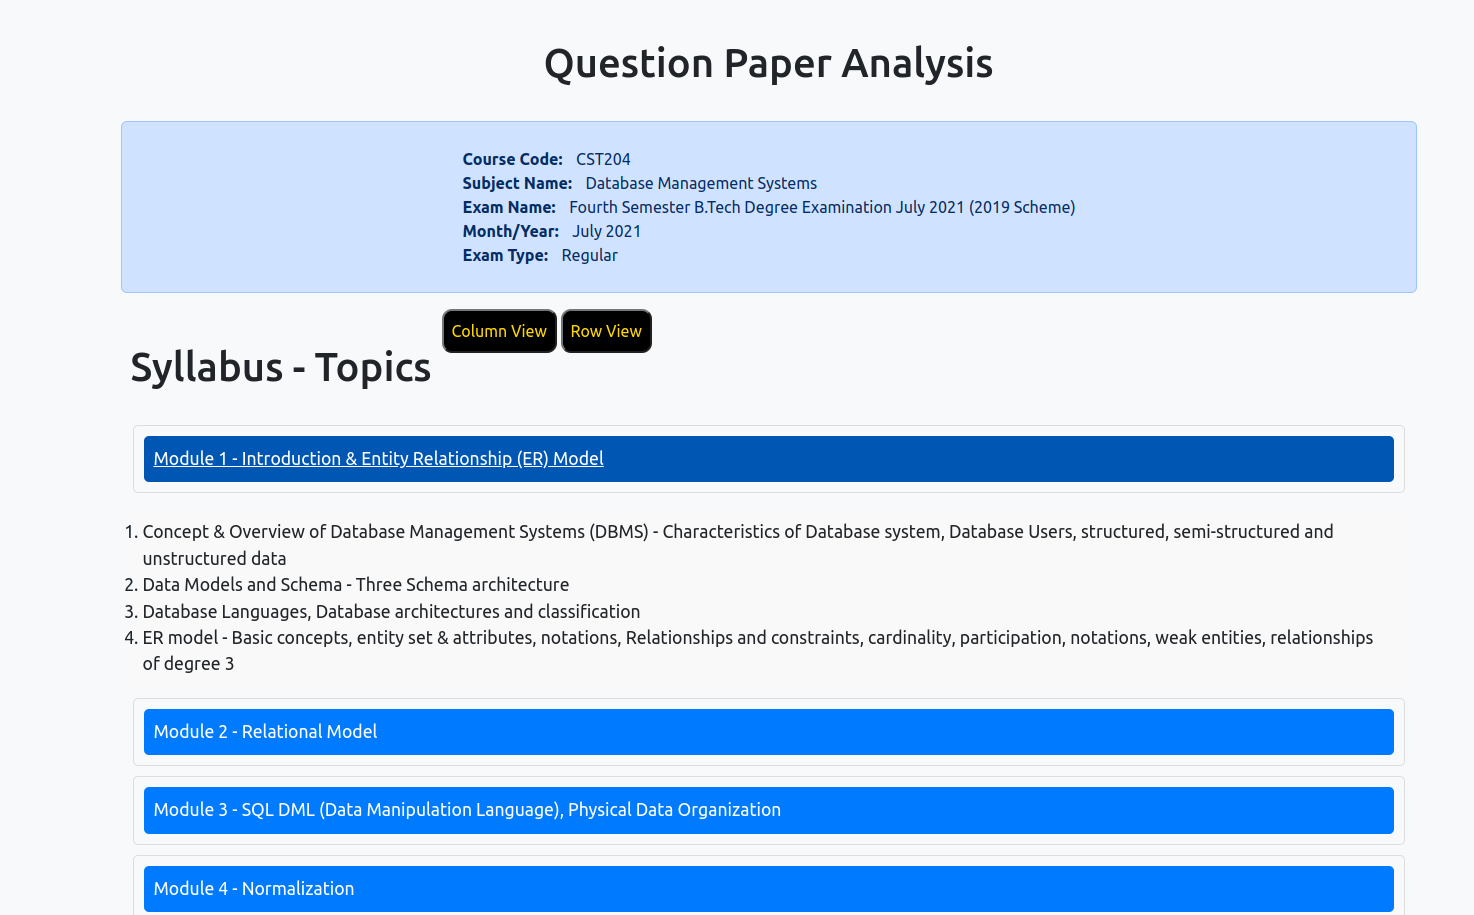 Question Paper Analysis
Course Code: CST204
Subject Name: Database Management Systems
Exam Name: Fourth Semester B.Tech Degree Examination July 2021 (2019 Scheme)
Month/Year: July 2021
Exam Type: Regular
Column View Row View
Syllabus - Topics
Module 1 - Introduction & Entity Relationship (ER) Model
1. Concept & Overview of Database Management Systems (DBMS) - Characteristics of Database system, Database Users, structured, semi-structured and
unstructured data
2. Data Models and Schema - Three Schema architecture
3. Database Languages, Database architectures and classification
4. ER model - Basic concepts, entity set & attributes, notations, Relationships and constraints, cardinality, participation, notations, weak entities, relationships
of degree 3
Module 2 - Relational Model
Module 3 - SQL DML (Data Manipulation Language), Physical Data Organization
Module 4 - Normalization